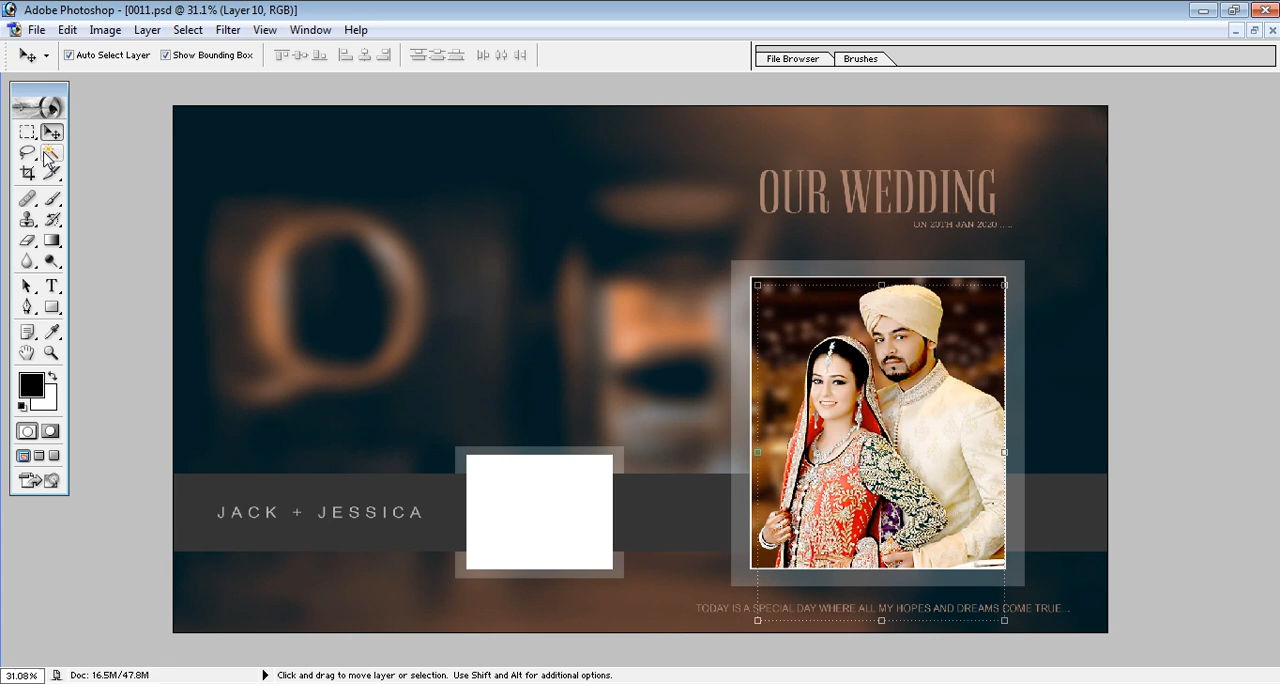 Adobe Photoshop - [0011.psd @ 31.1% (Layer 10, RGB)]
File Edit Image Layer Select Filter View Window Help
Auto Select Layer Show Bounding Box File Browser Brushes
OUR WEDDING
ON 20TH JAN 2020 .....
JACK + JESSICA
TODAY IS A SPECIAL DAY WHERE ALL MY HOPES AND DREAMS COME TRUE...
31.08% Doc: 16.5M/47.8M Click and drag to move layer or selection. Use Shift and Alt for additional options.